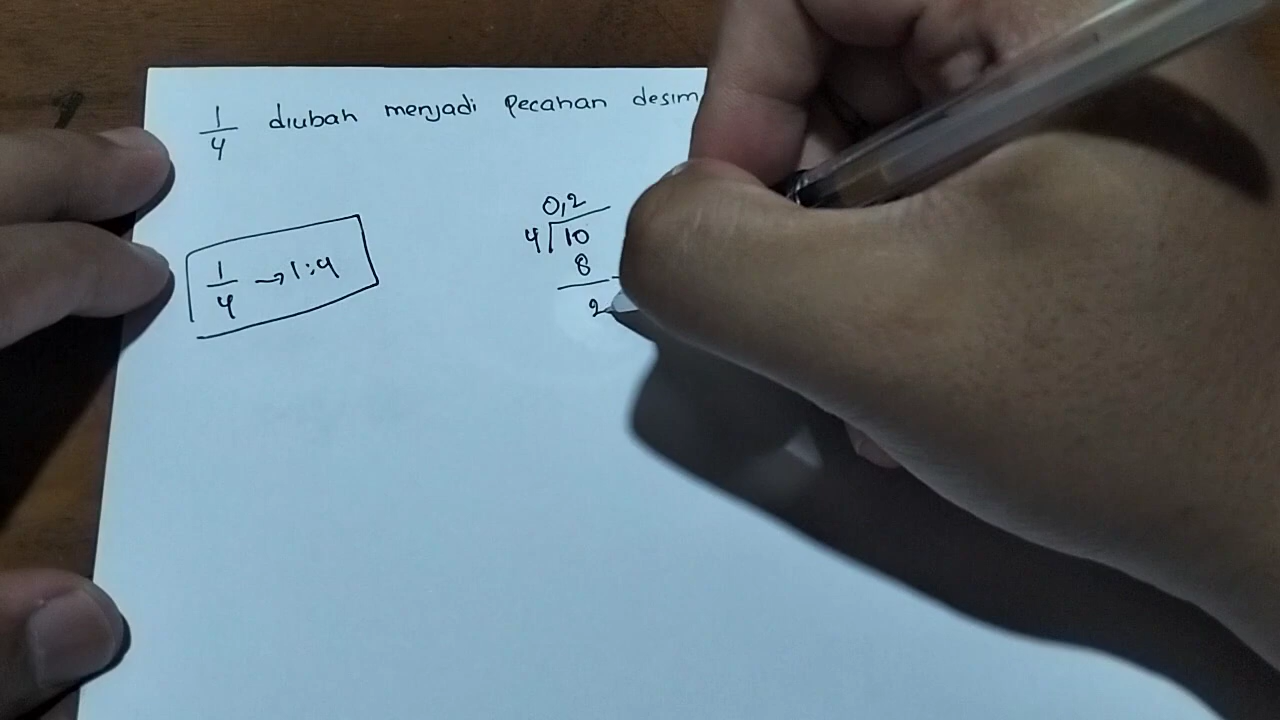 1/4 diubah menjadi pecahan desim
1/4 → 1:4
0,2
4 10
8
2